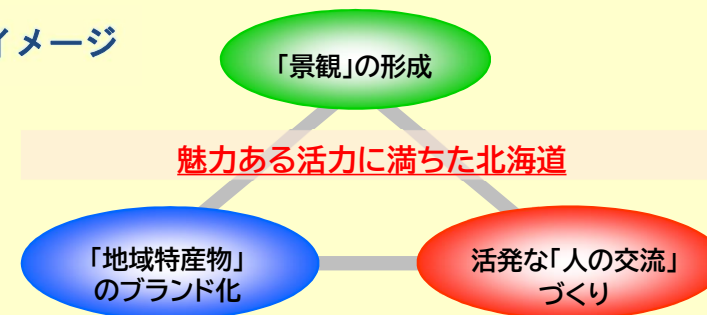 イメージ
「景観」の形成
魅力ある活力に満ちた北海道
「地域特産物」
のブランド化
活発な「人の交流」
づくり